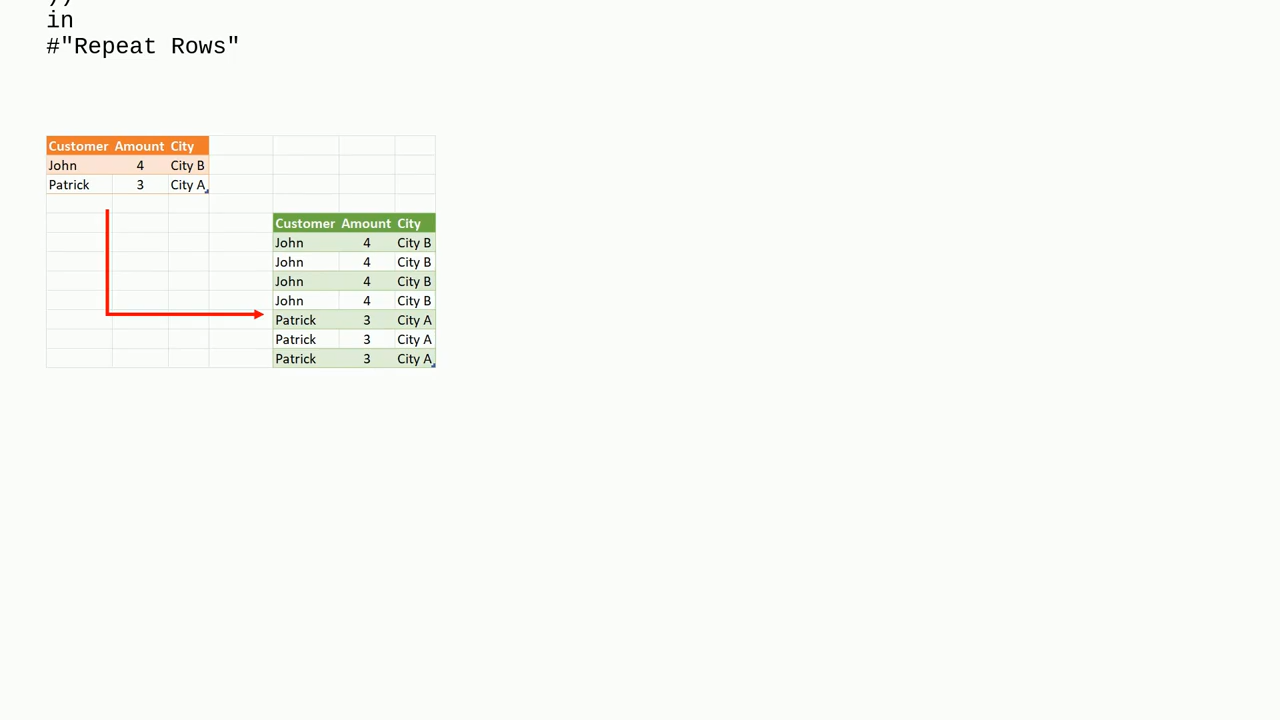 ))
in
#"Repeat Rows"
Customer Amount City
John 4 City B
Patrick 3 City A
Customer Amount City
John 4 City B
John 4 City B
John 4 City B
John 4 City B
Patrick 3 City A
Patrick 3 City A
Patrick 3 City A